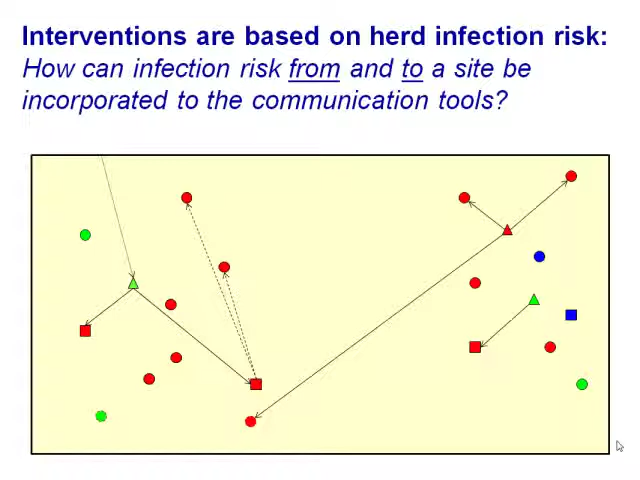 Interventions are based on herd infection risk:
How can infection risk from and to a site be
incorporated to the communication tools?